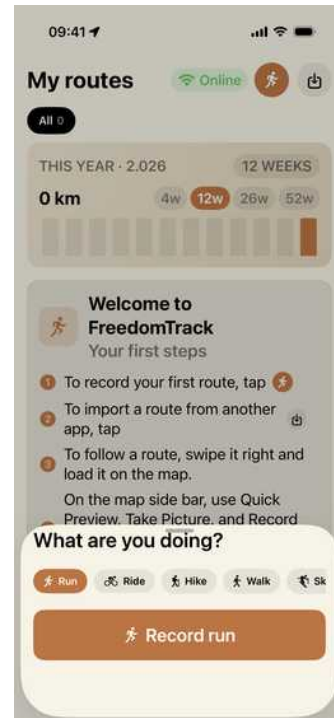 09:41
My routes
Online
All 0
THIS YEAR · 2.026
12 WEEKS
0 km
4w
12w
26w
52w
Welcome to
FreedomTrack
Your first steps
1 To record your first route, tap
2 To import a route from another
app, tap
3 To follow a route, swipe it right and
load it on the map.
On the map side bar, use Quick
Preview, Take Picture, and Record
What are you doing?
Run
Ride
Hike
Walk
Sk
Record run